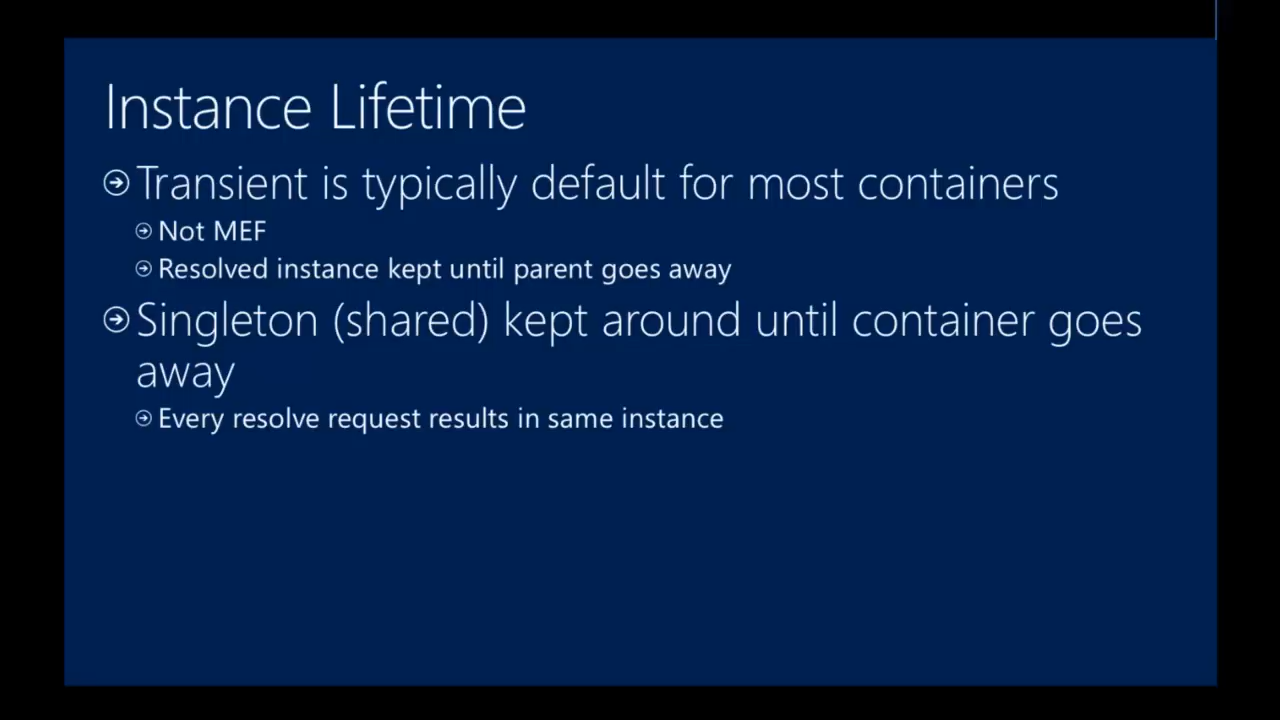 Instance Lifetime
Transient is typically default for most containers
Not MEF
Resolved instance kept until parent goes away
Singleton (shared) kept around until container goes
away
Every resolve request results in same instance